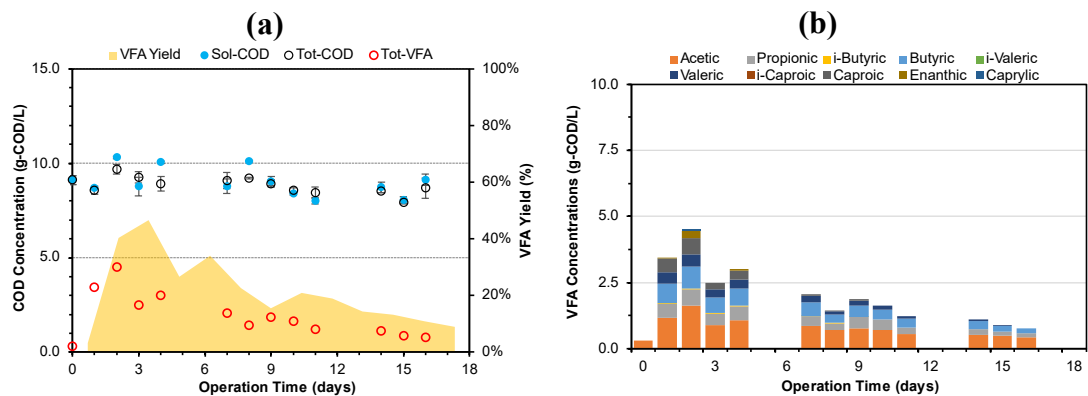 (a)
VFA Yield Sol-COD Tot-COD Tot-VFA
15.0
10.0
5.0
0.0
COD Concentration (g-COD/L)
100%
80%
60%
40%
20%
0%
VFA Yield (%)
0 3 6 9 12 15 18
Operation Time (days)
(b)
Acetic Propionic i-Butyric Butyric i-Valeric
Valeric i-Caproic Caproic Enanthic Caprylic
10.0
7.5
5.0
2.5
0.0
VFA Concentrations (g-COD/L)
0 3 6 9 12 15 18
Operation Time (days)